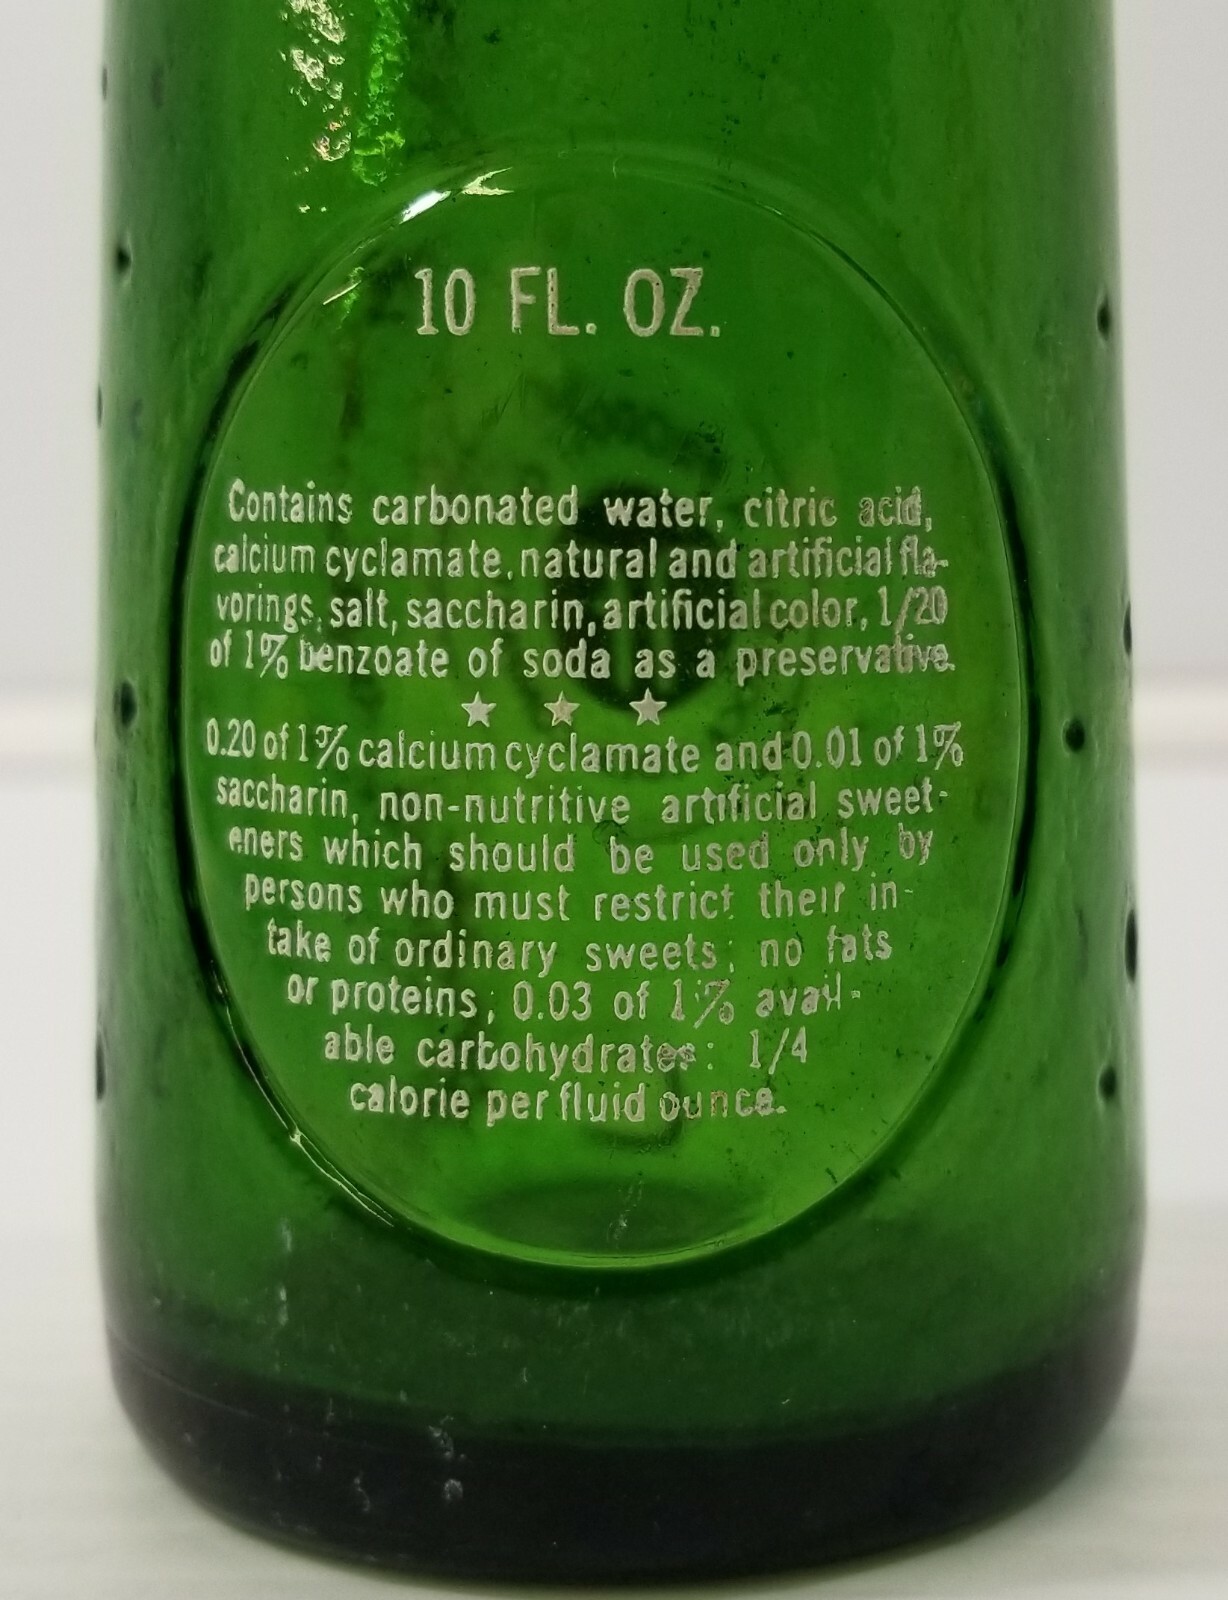 10 FL. OZ.
Contains carbonated water, citric acid,
calcium cyclamate, natural and artificial fla-
vorings, salt, saccharin, artificial color, 1/20
of 1% benzoate of soda as a preservative.
★ ★ ★
0.20 of 1% calcium cyclamate and 0.01 of 1%
saccharin, non-nutritive artificial sweet-
eners which should be used only by
persons who must restrict their in-
take of ordinary sweets; no fats
or proteins; 0.03 of 1% avail-
able carbohydrates: 1/4
calorie per fluid ounce.